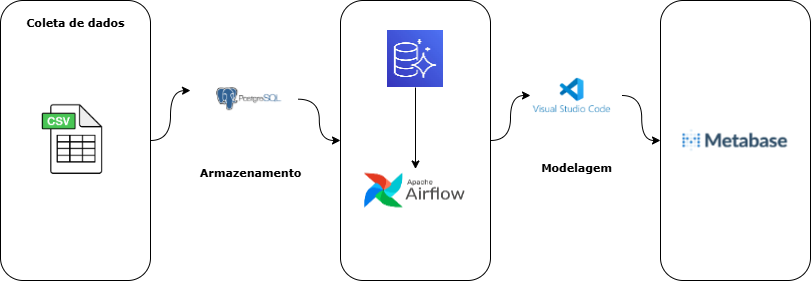 Coleta de dados
CSV
PostgreSQL
Armazenamento
Apache
Airflow
Visual Studio Code
Modelagem
Metabase